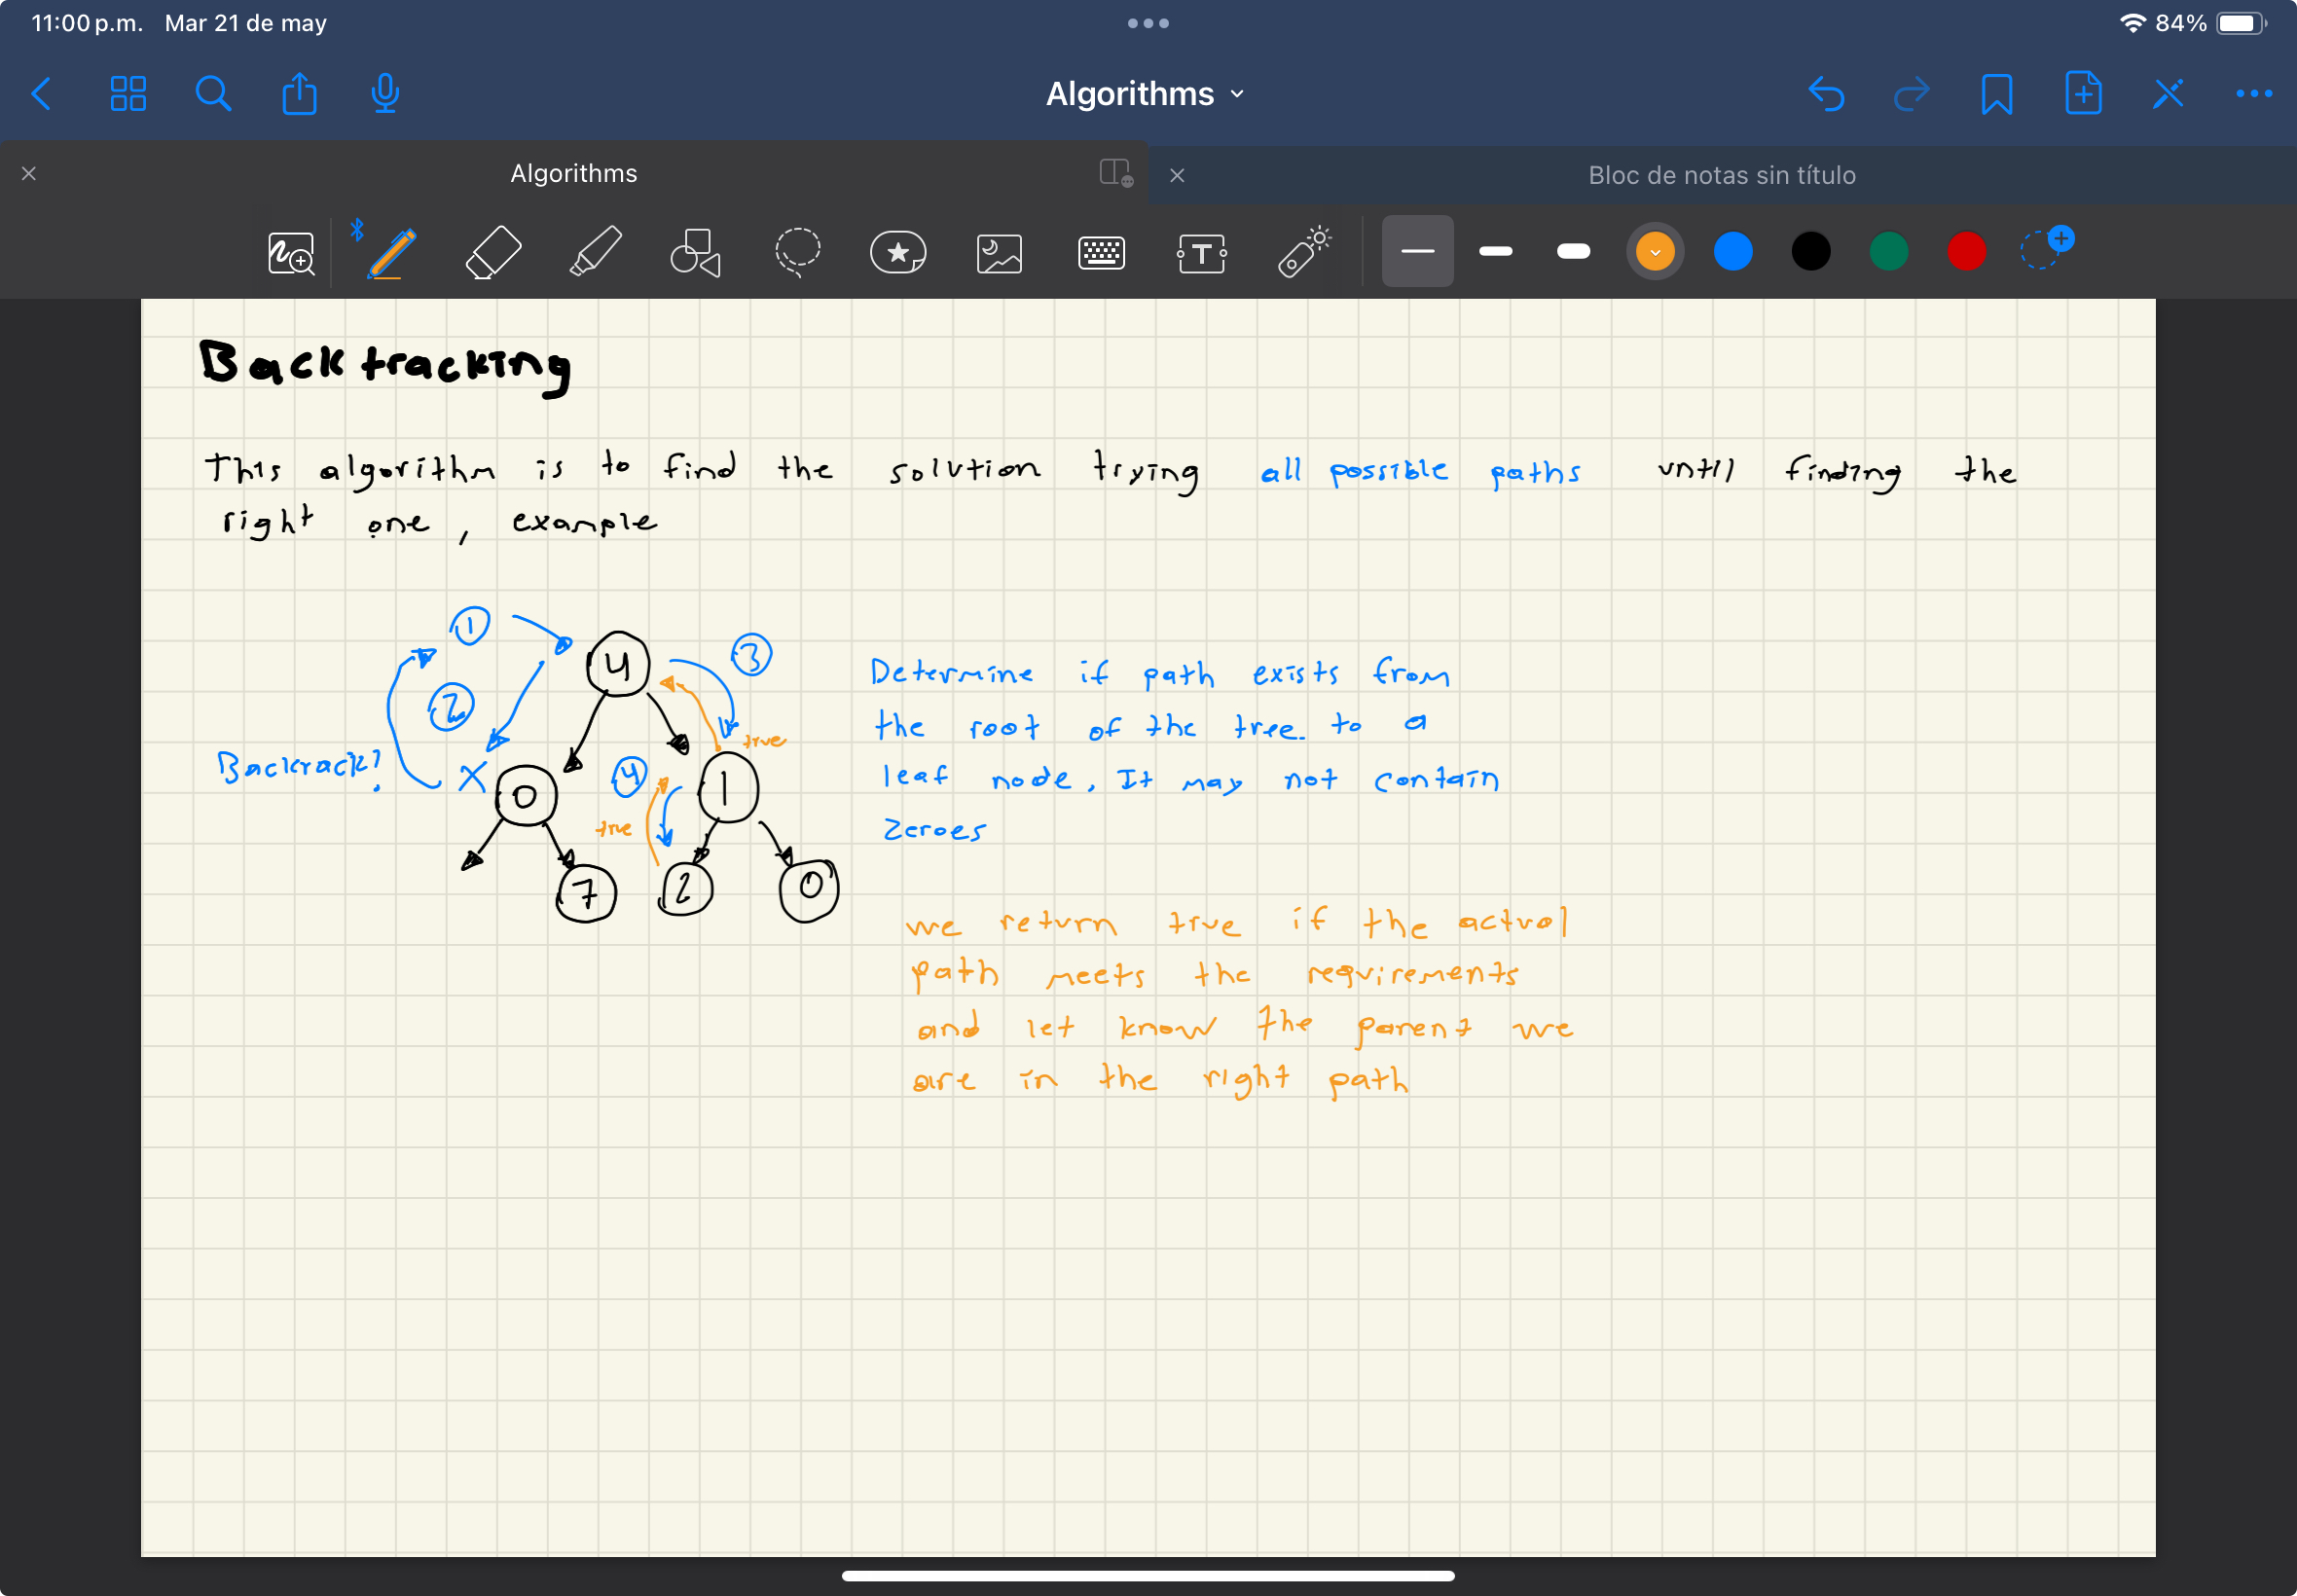 11:00 p.m. Mar 21 de may
84%
Algorithms
Algorithms
Bloc de notas sin título
T
Backtracking
This algorithm is to find the solution trying all possible paths until finding the
right one, example
1
4
3
2
true
Backrack!
X
0
4
1
true
7
2
0
Determine if path exists from
the root of the tree to a
leaf node. It may not contain
zeroes
we return true if the actual
path meets the requirements
and let know the parent we
are in the right path